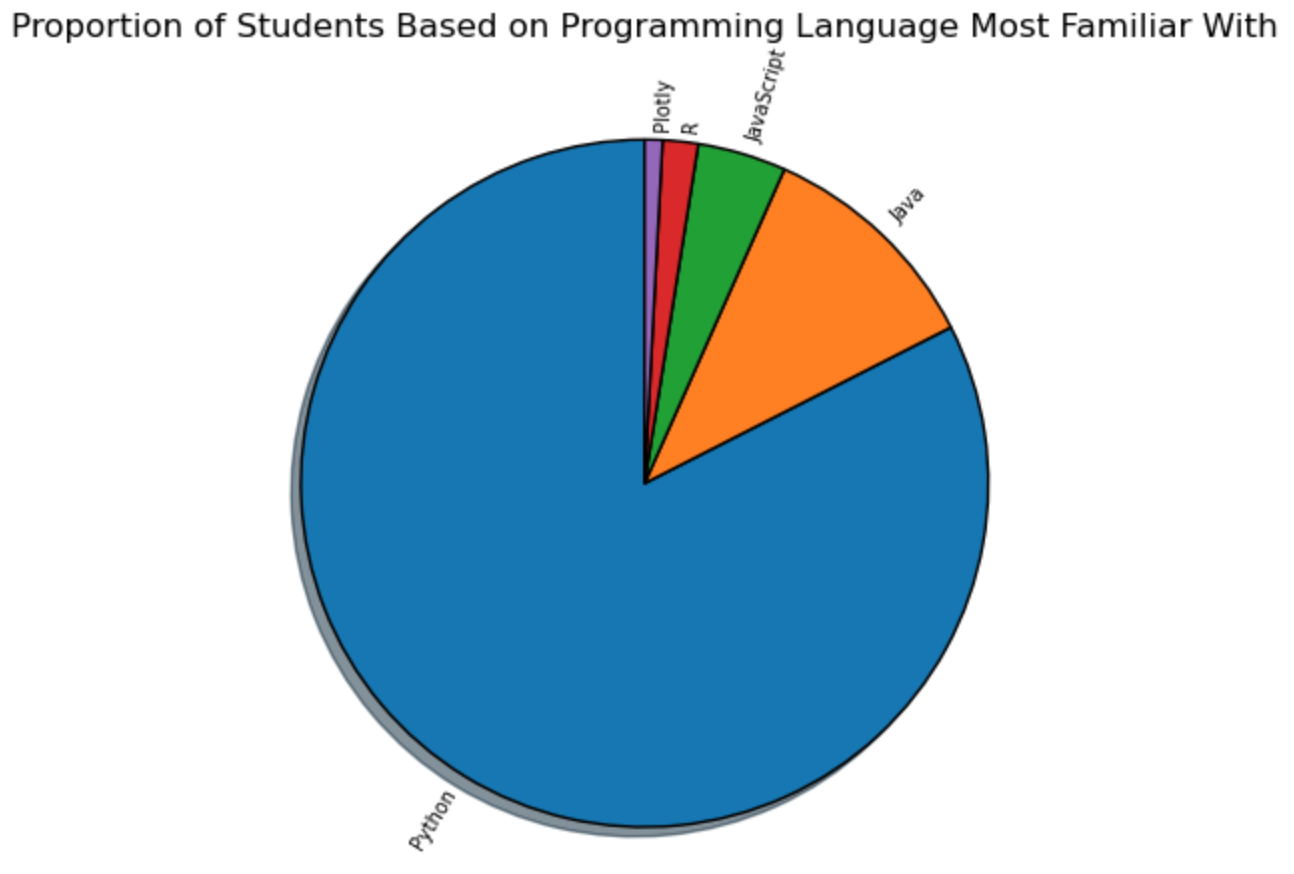 Proportion of Students Based on Programming Language Most Familiar With
Plotly
R
JavaScript
Java
Python